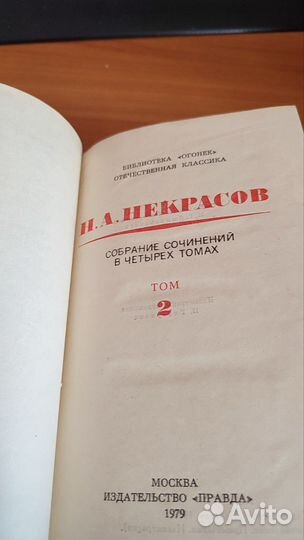 БИБЛИОТЕКА «ОГОНЕК»
ОТЕЧЕСТВЕННАЯ КЛАССИКА
Н.А.НЕКРАСОВ
СОБРАНИЕ СОЧИНЕНИЙ
В ЧЕТЫРЕХ ТОМАХ
ТОМ
2
МОСКВА
ИЗДАТЕЛЬСТВО «ПРАВДА»
1979
Avito